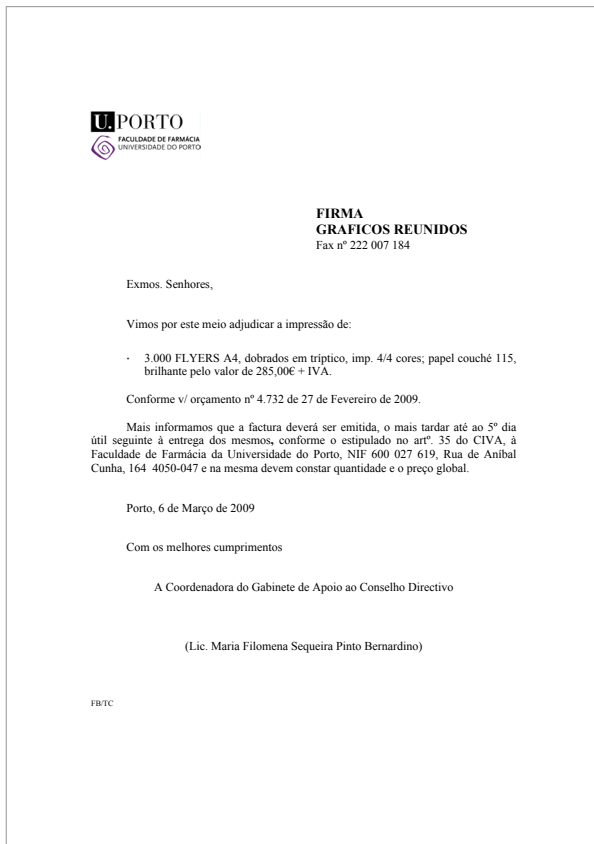 U. PORTO
FACULDADE DE FARMÁCIA
UNIVERSIDADE DO PORTO
FIRMA
GRAFICOS REUNIDOS
Fax nº 222 007 184
Exmos. Senhores,
Vimos por este meio adjudicar a impressão de:
· 3.000 FLYERS A4, dobrados em tríptico, imp. 4/4 cores; papel couché 115,
brilhante pelo valor de 285,00€ + IVA.
Conforme v/ orçamento nº 4.732 de 27 de Fevereiro de 2009.
Mais informamos que a factura deverá ser emitida, o mais tardar até ao 5º dia
útil seguinte à entrega dos mesmos, conforme o estipulado no artº. 35 do CIVA, à
Faculdade de Farmácia da Universidade do Porto, NIF 600 027 619, Rua de Aníbal
Cunha, 164 4050-047 e na mesma devem constar quantidade e o preço global.
Porto, 6 de Março de 2009
Com os melhores cumprimentos
A Coordenadora do Gabinete de Apoio ao Conselho Directivo
(Lic. Maria Filomena Sequeira Pinto Bernardino)
FB/TC